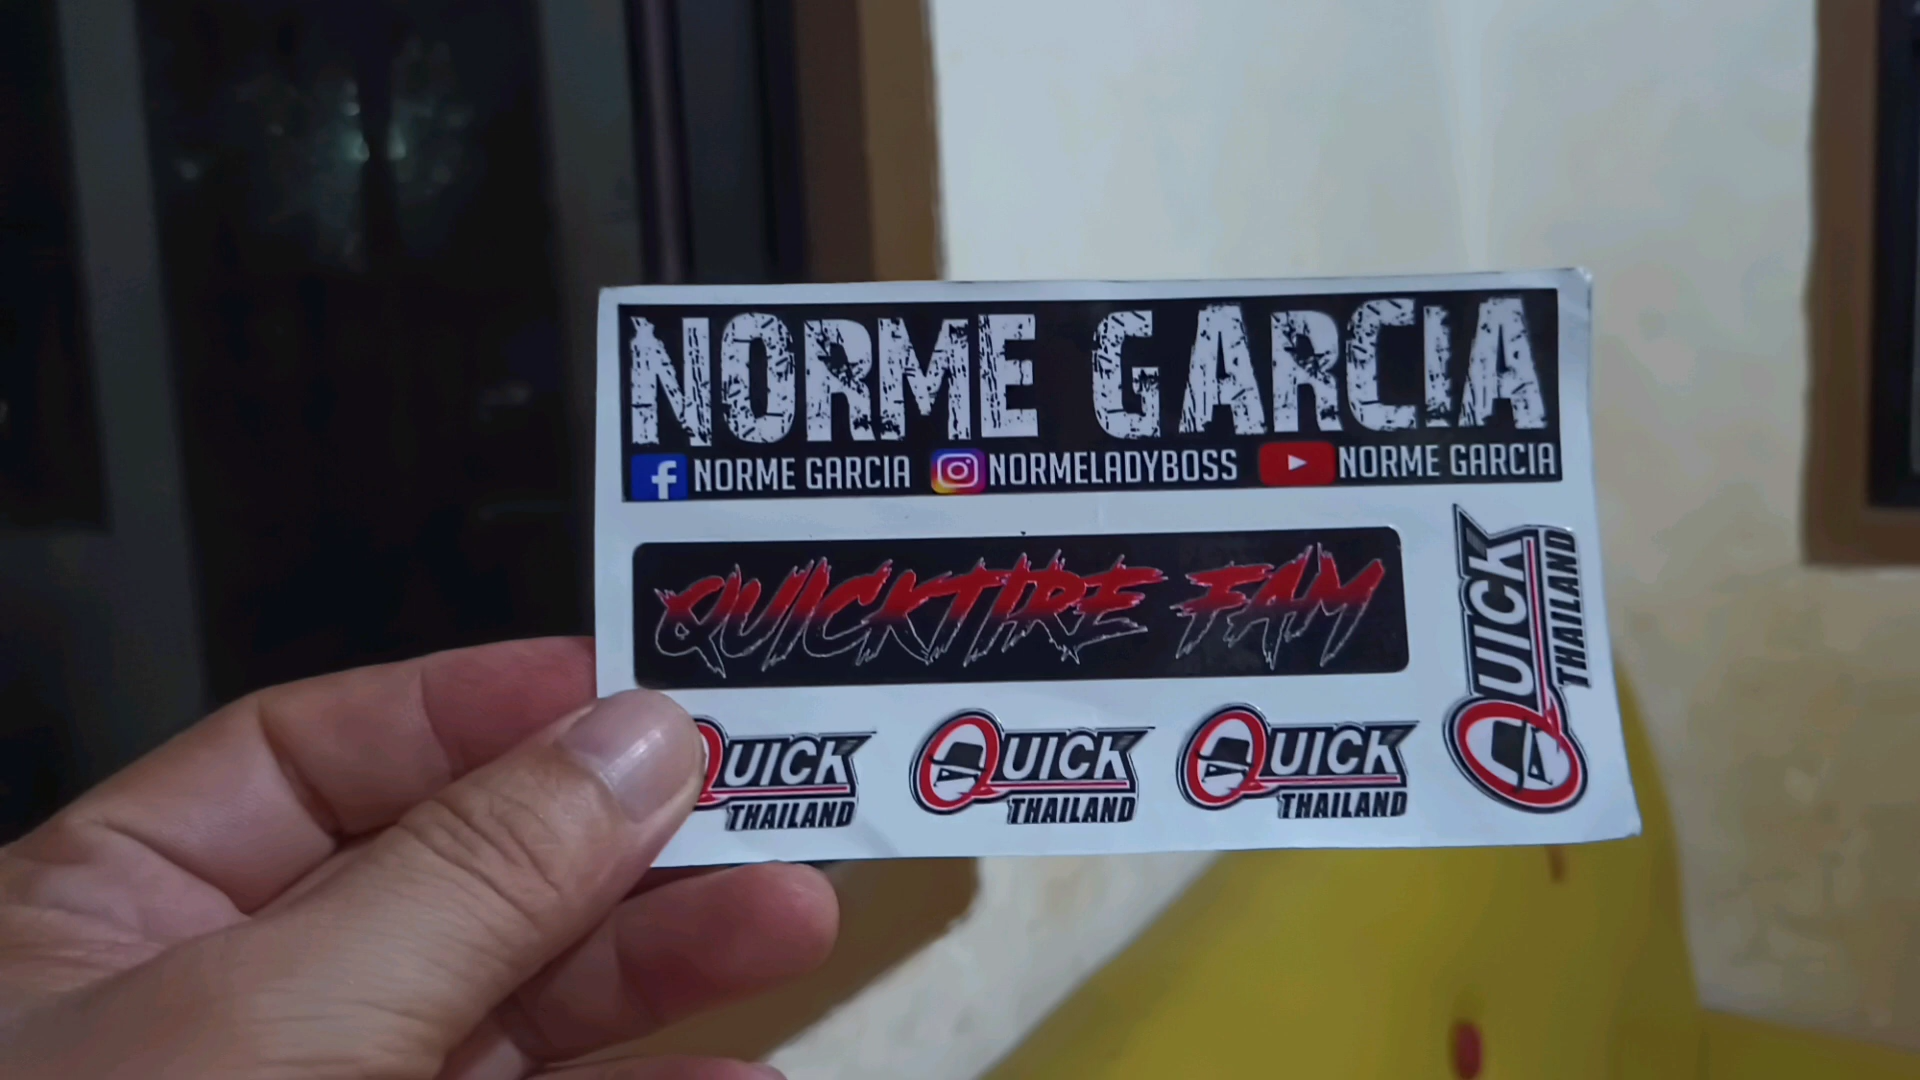 NORME GARCIA
NORME GARCIA NORMELADYBOSS NORME GARCIA
QUICKTIRE FAM
QUICK
THAILAND
QUICK
THAILAND
QUICK
THAILAND
QUICK
THAILAND